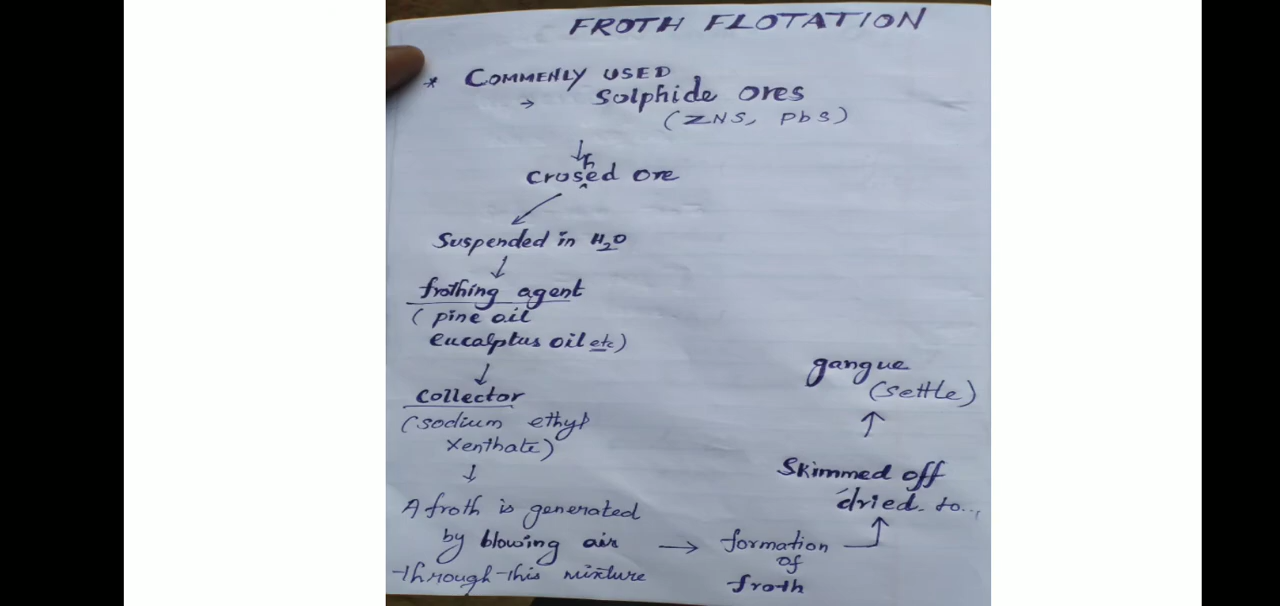 FROTH FLOTATION
* COMMENLY USED
→ Solphide ores
(ZNS, Pbs)
↓
Crushed ore
Suspended in H₂O
↓
frothing agent
(pine oil
eucalptus oil etc)
↓
Collector
(sodium ethyl
Xenthate)
↓
A froth is generated
by blowing air
through this mixture
→ formation
of
froth
Skimmed off
dried to...
↑
gangue
(settle)